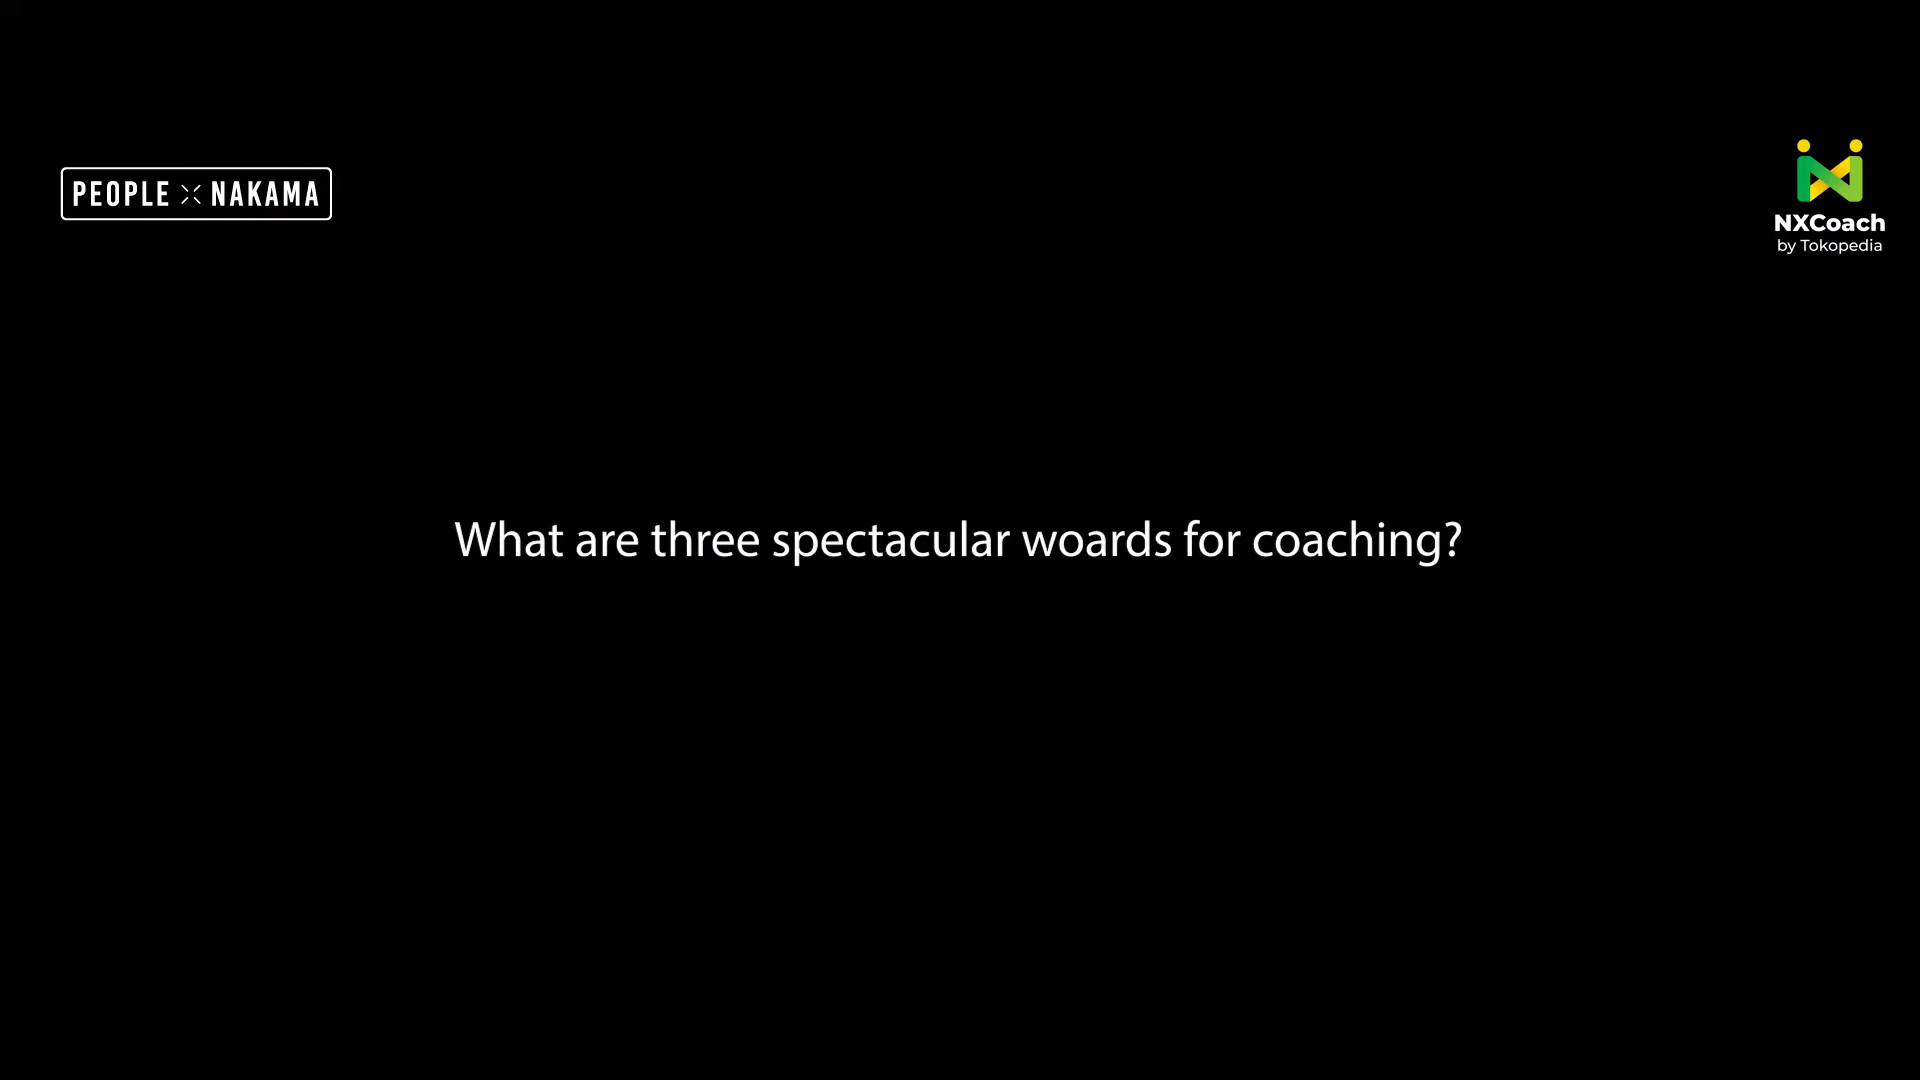 PEOPLE NAKAMA
NXCoach
by Tokopedia
What are three spectacular woards for coaching?